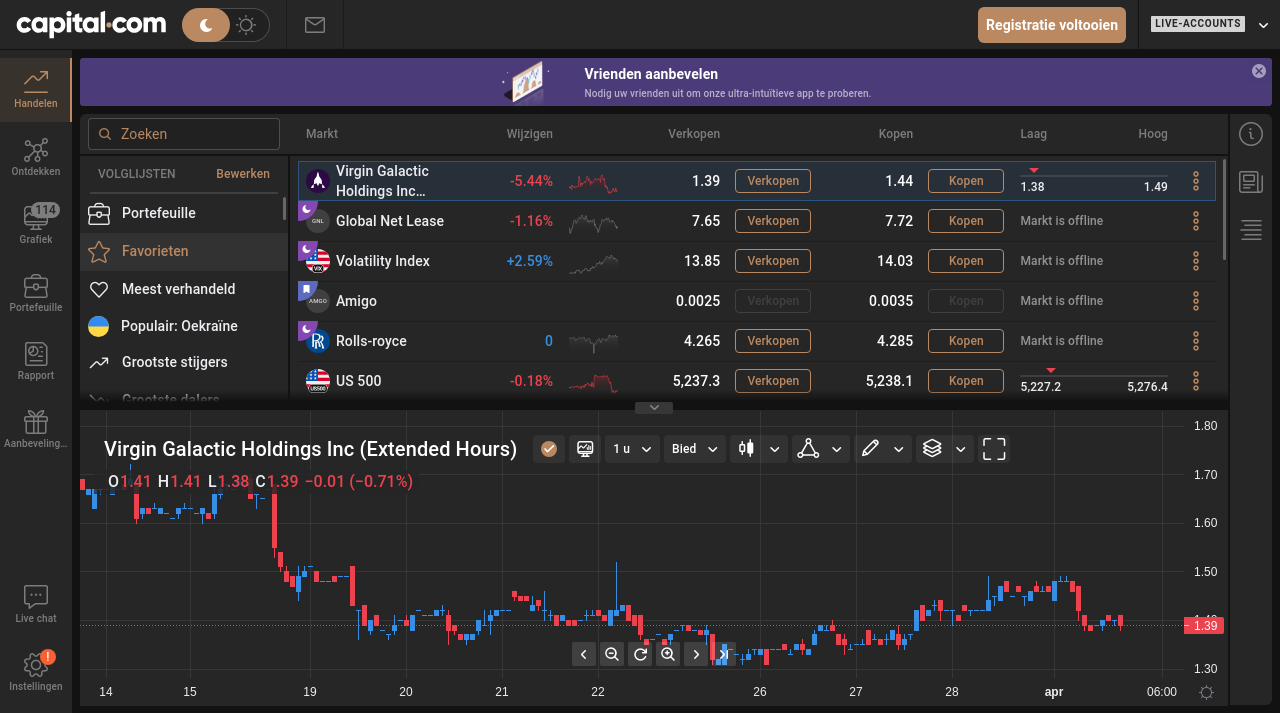 capital.com
Registratie voltooien
LIVE-ACCOUNTS
Vrienden aanbevelen
Nodig uw vrienden uit om onze ultra-intuïtieve app te proberen.
Handelen
Ontdekken
114
Grafiek
Portefeuille
Rapport
Aanbeveling...
Live chat
!
Instellingen
Zoeken
VOLGLIJSTEN Bewerken
Portefeuille
Favorieten
Meest verhandeld
Populair: Oekraïne
Grootste stijgers
Grootste dalers
Markt Wijzigen Verkopen Kopen Laag Hoog
Virgin Galactic
Holdings Inc... -5.44% 1.39 Verkopen 1.44 Kopen 1.38 1.49
GNL Global Net Lease -1.16% 7.65 Verkopen 7.72 Kopen Markt is offline
VIX Volatility Index +2.59% 13.85 Verkopen 14.03 Kopen Markt is offline
AMIGO Amigo 0.0025 Verkopen 0.0035 Kopen Markt is offline
Rolls-royce 0 4.265 Verkopen 4.285 Kopen Markt is offline
US500 US 500 -0.18% 5,237.3 Verkopen 5,238.1 Kopen 5,227.2 5,276.4
Virgin Galactic Holdings Inc (Extended Hours) 1 u Bied
O1.41 H1.41 L1.38 C1.39 −0.01 (−0.71%)
1.80
1.70
1.60
1.50
1.39
1.30
14 15 19 20 21 22 26 27 28 apr 06:00